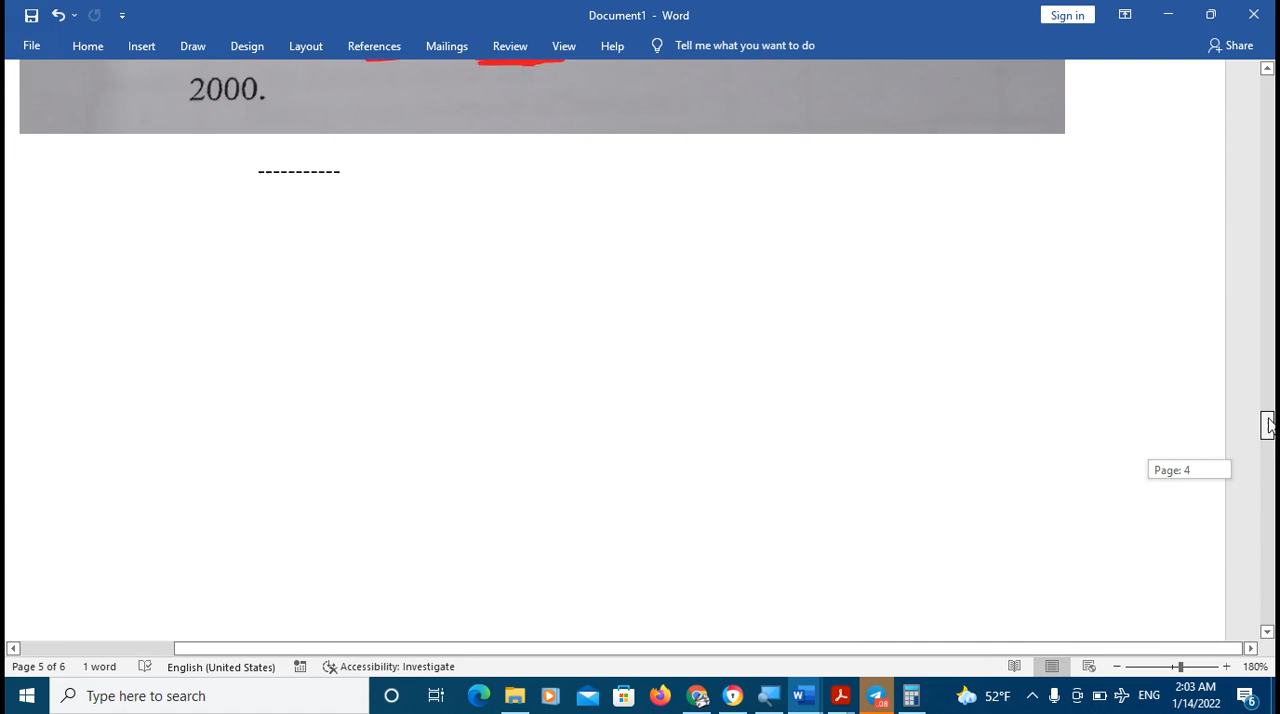 Document1 - Word
Sign in
File Home Insert Draw Design Layout References Mailings Review View Help Tell me what you want to do Share
2000.
-----------
Page: 4
Page 5 of 6 1 word English (United States) Accessibility: Investigate 180%
Type here to search
.08
52°F
ENG
2:03 AM
1/14/2022
6